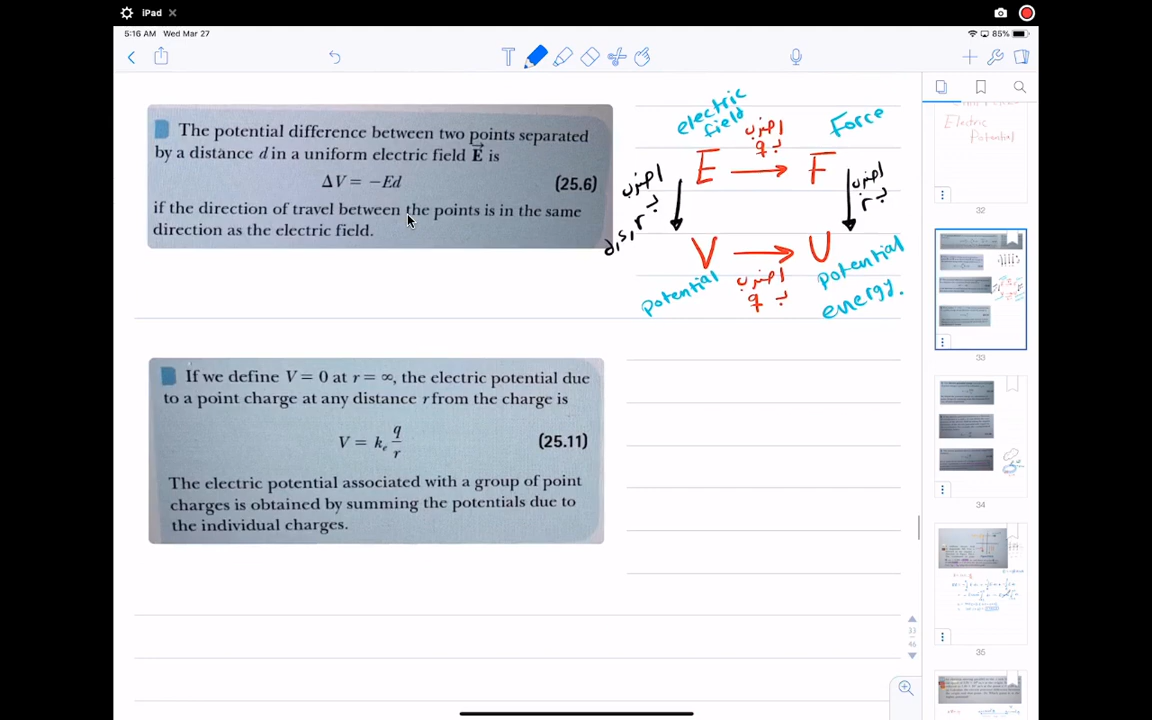 iPad
5:16 AM Wed Mar 27
85%
The potential difference between two points separated
by a distance d in a uniform electric field E⃗ is
ΔV = −Ed (25.6)
if the direction of travel between the points is in the same
direction as the electric field.
electric
field
اضرب
ب
q
Force
E → F
اضرب
ب
r
اضرب
ب
r
V → U
potential
اضرب
ب
q
potential
energy.
If we define V = 0 at r = ∞, the electric potential due
to a point charge at any distance r from the charge is
V = kₑ q/r (25.11)
The electric potential associated with a group of point
charges is obtained by summing the potentials due to
the individual charges.
Electric
Potential
32
33
34
35
33
46